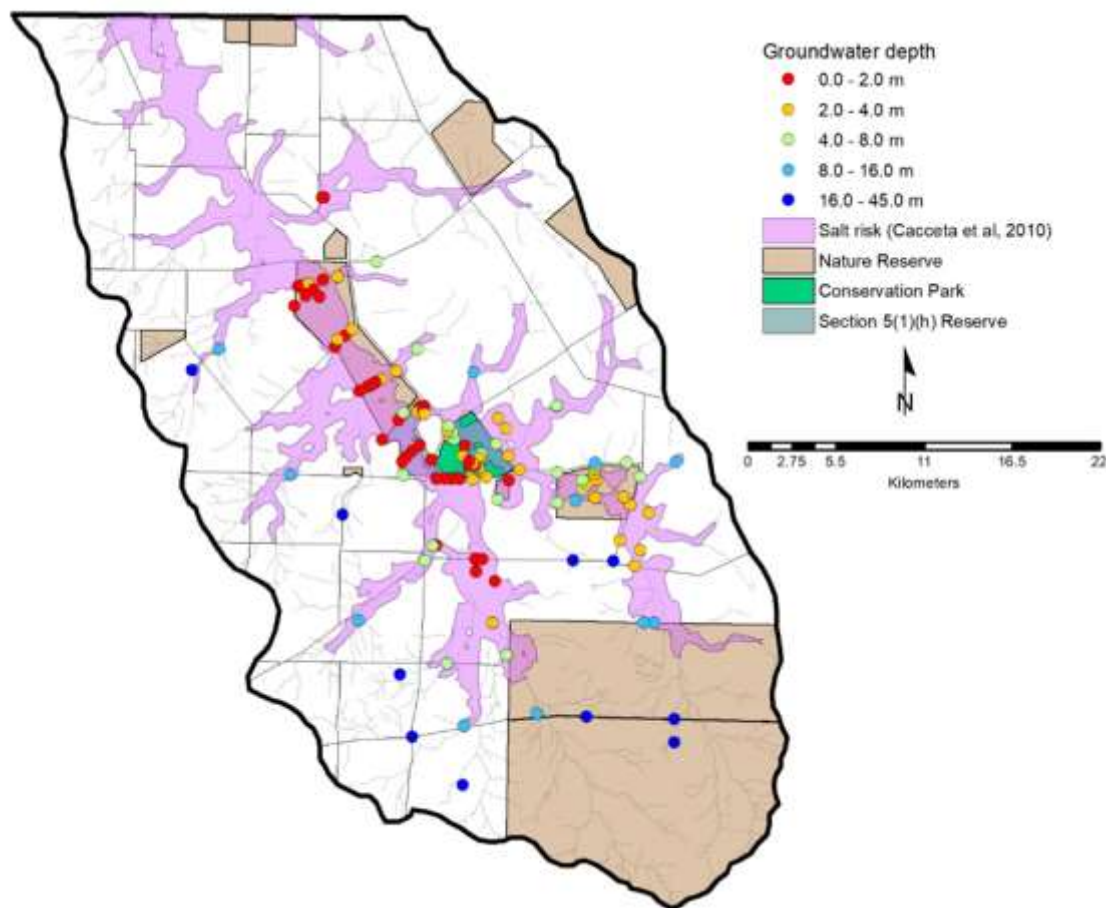 Groundwater depth
0.0 - 2.0 m
2.0 - 4.0 m
4.0 - 8.0 m
8.0 - 16.0 m
16.0 - 45.0 m
Salt risk (Cacceta et al, 2010)
Nature Reserve
Conservation Park
Section 5(1)(h) Reserve
N
0 2.75 5.5 11 16.5 22
Kilometers